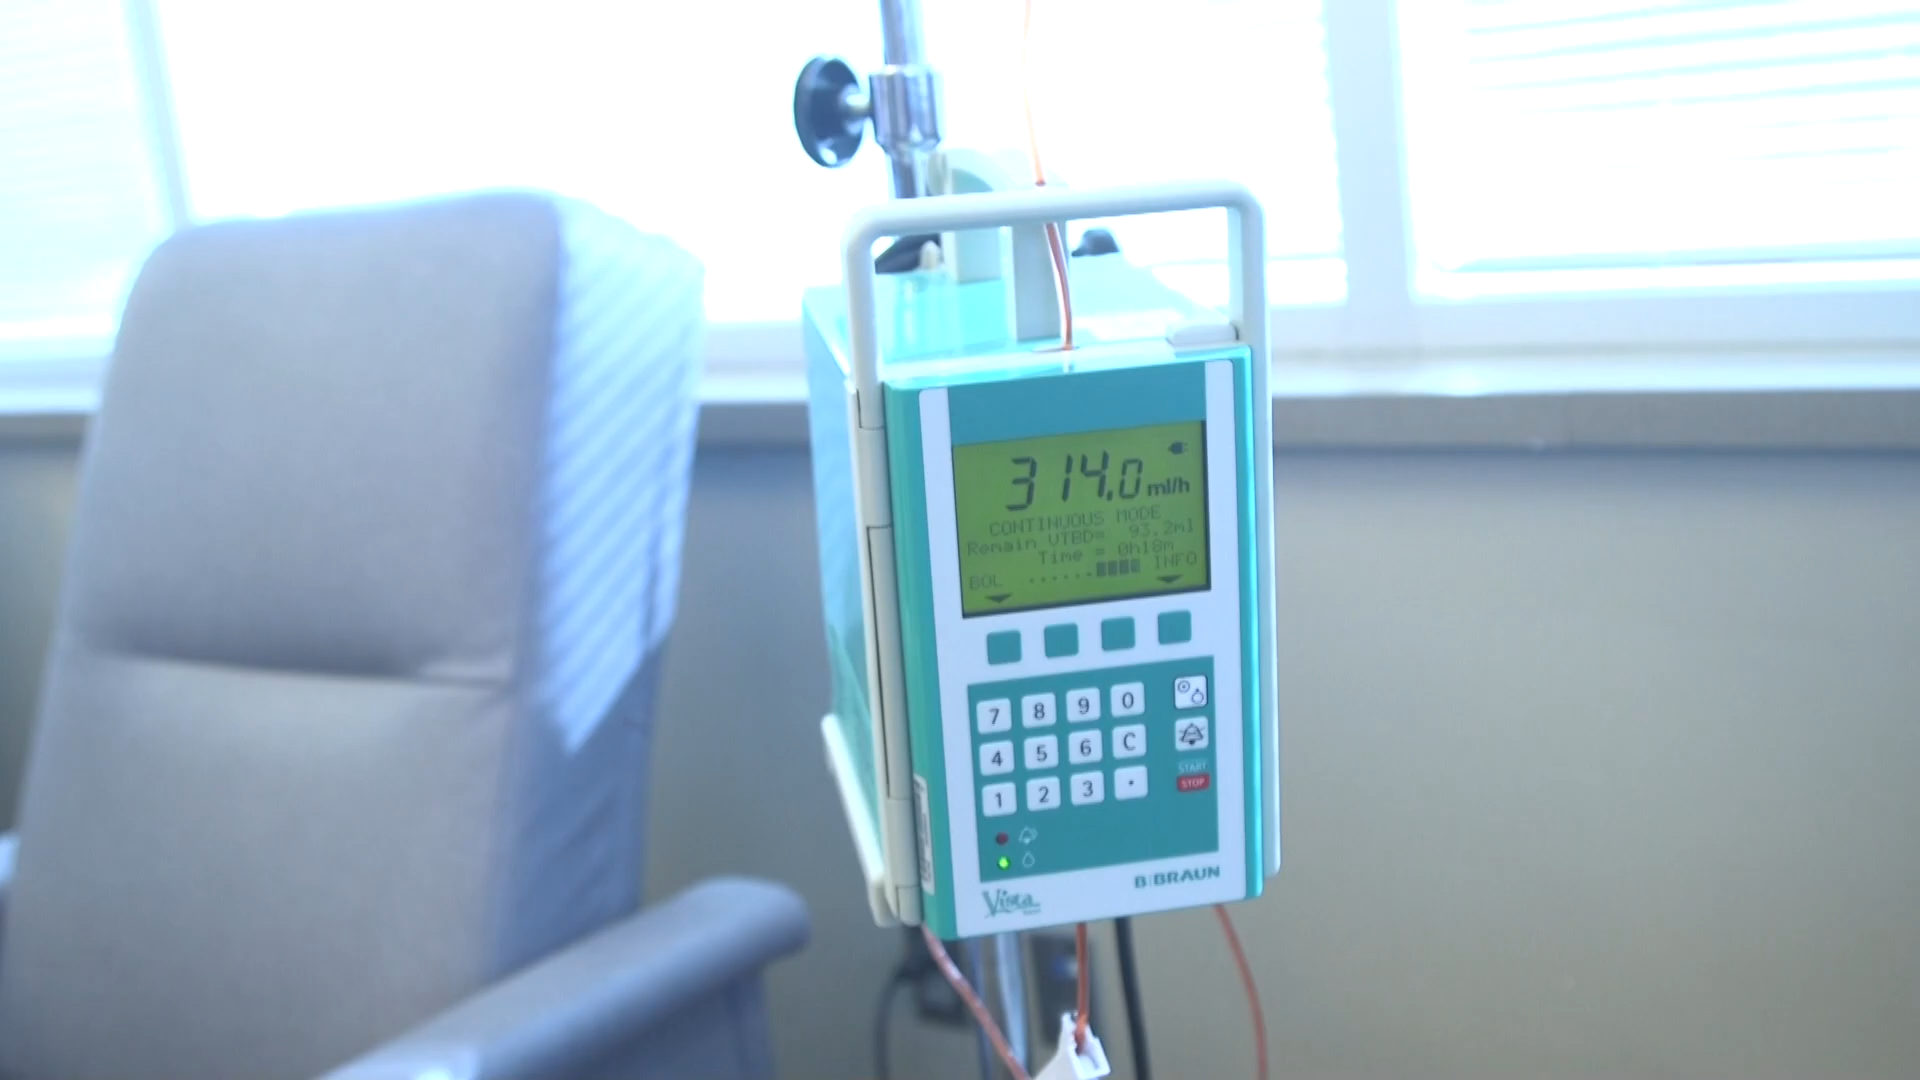 314.0 ml/h
CONTINUOUS MODE
Remain VTBD= 93.2ml
Time = 0h18m
BOL INFO
7 8 9 0
4 5 6 C
1 2 3 .
START
STOP
B|BRAUN
Vista